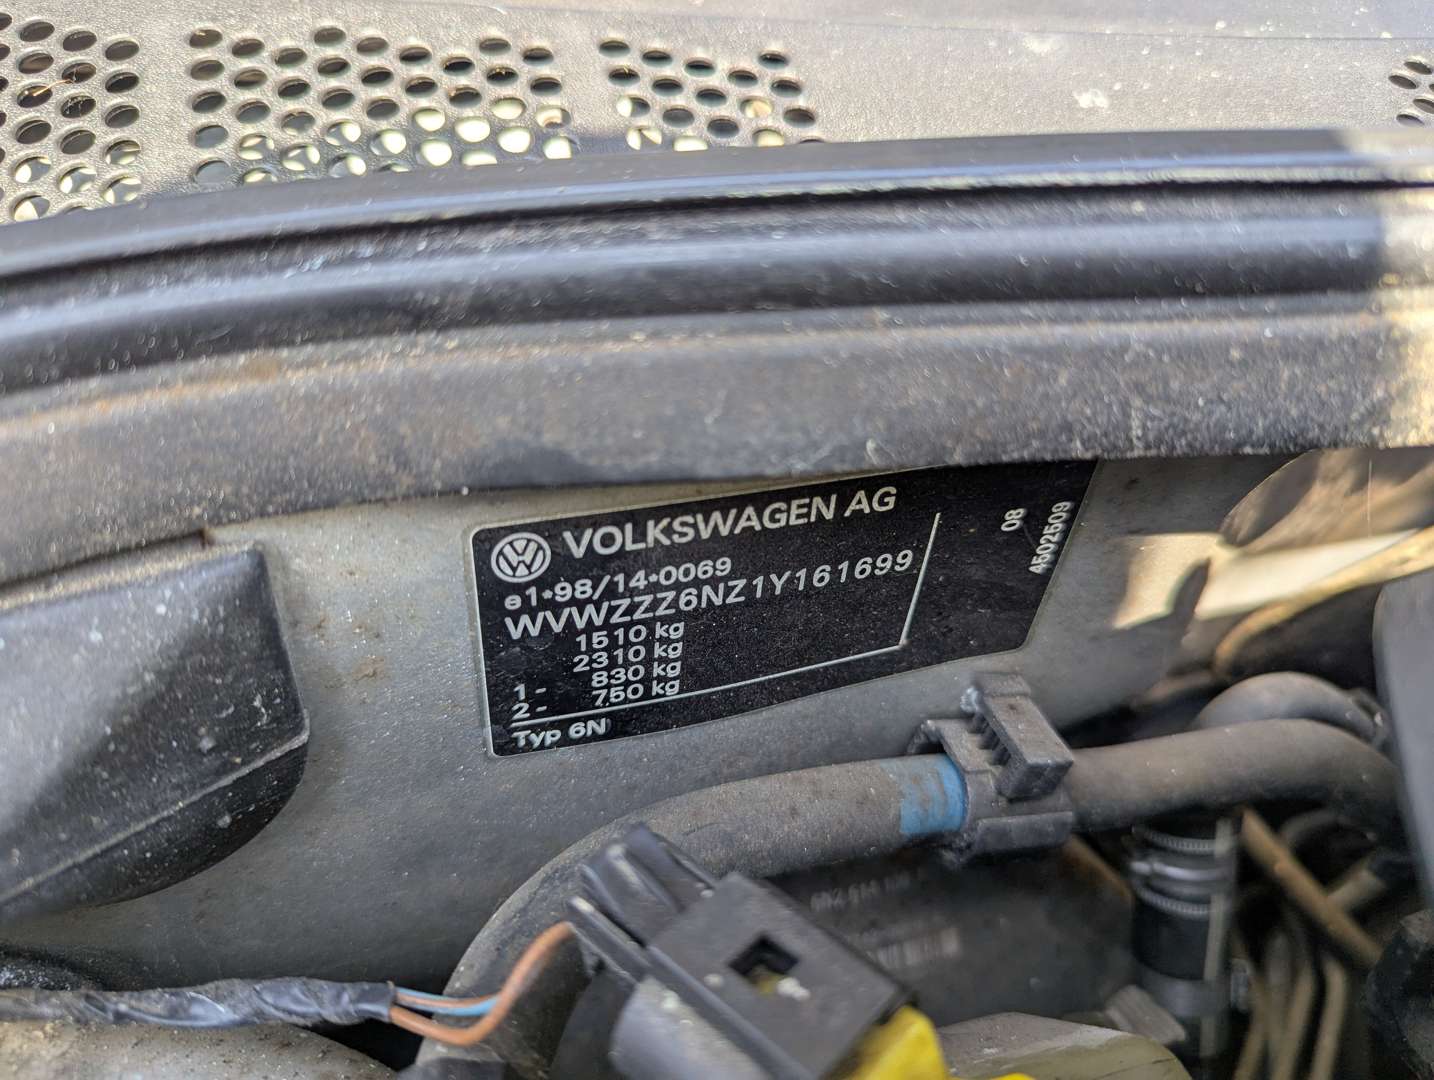 VOLKSWAGEN AG
e1*98/14*0069
WVWZZZ6NZ1Y161699
1510 kg
2310 kg
1- 830 kg
2- 750 kg
Typ 6N
08
4502509